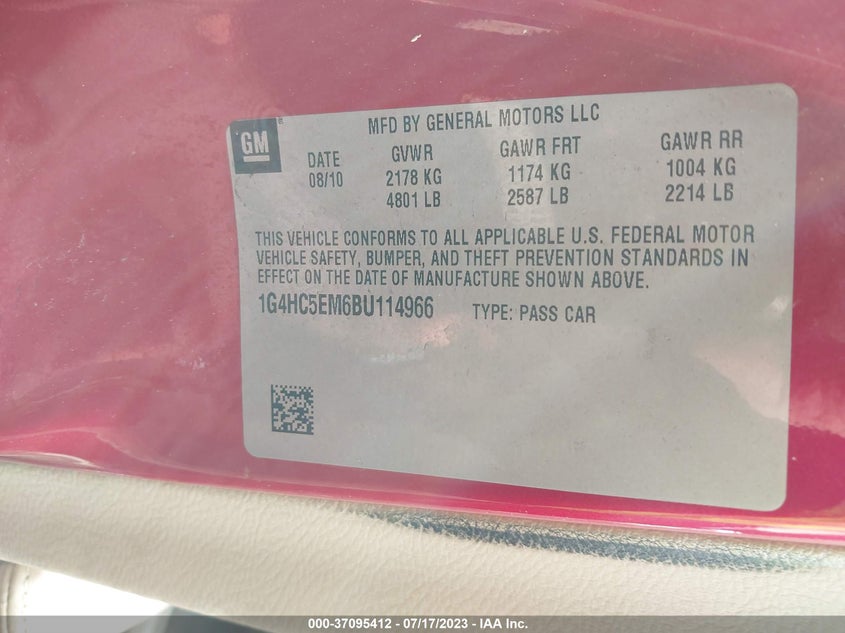 MFD BY GENERAL MOTORS LLC
GM
DATE GVWR GAWR FRT GAWR RR
08/10 2178 KG 1174 KG 1004 KG
4801 LB 2587 LB 2214 LB
THIS VEHICLE CONFORMS TO ALL APPLICABLE U.S. FEDERAL MOTOR
VEHICLE SAFETY, BUMPER, AND THEFT PREVENTION STANDARDS IN
EFFECT ON THE DATE OF MANUFACTURE SHOWN ABOVE.
1G4HC5EM6BU114966 TYPE: PASS CAR
000-37095412 - 07/17/2023 - IAA Inc.